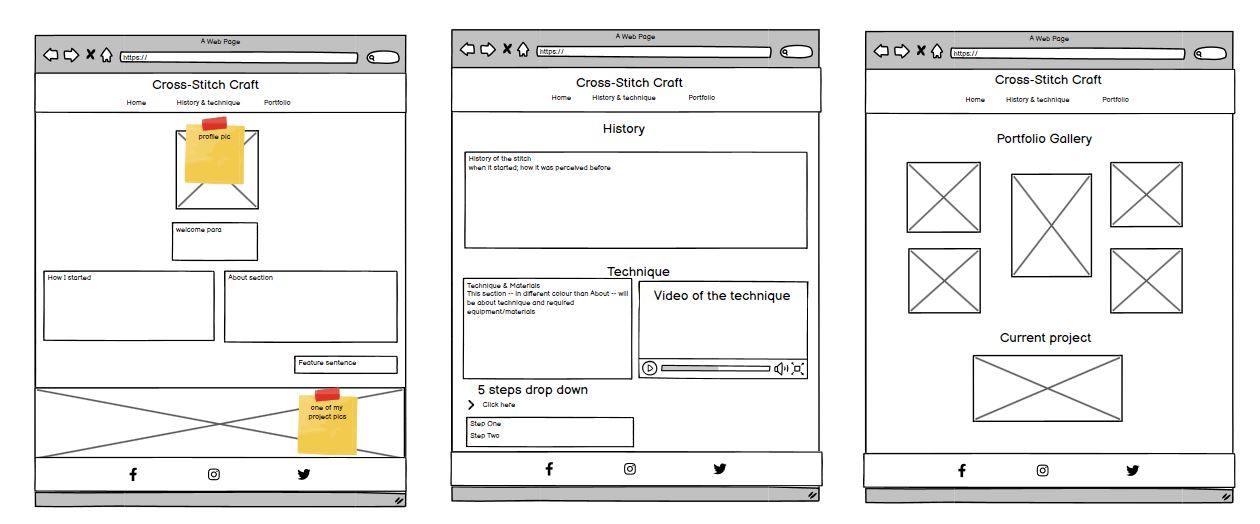 A Web Page
https://
Cross-Stitch Craft
Home History & technique Portfolio
profile pic
welcome para
How I started
About section
Feature sentence
one of my
project pics
A Web Page
https://
Cross-Stitch Craft
Home History & technique Portfolio
History
History of the stitch
when it started; how it was perceived before
Technique
Technique & Materials
This section -- in different colour than About -- will
be about technique and required
equipment/materials
Video of the technique
5 steps drop down
Click here
Step One
Step Two
A Web Page
https://
Cross-Stitch Craft
Home History & technique Portfolio
Portfolio Gallery
Current project